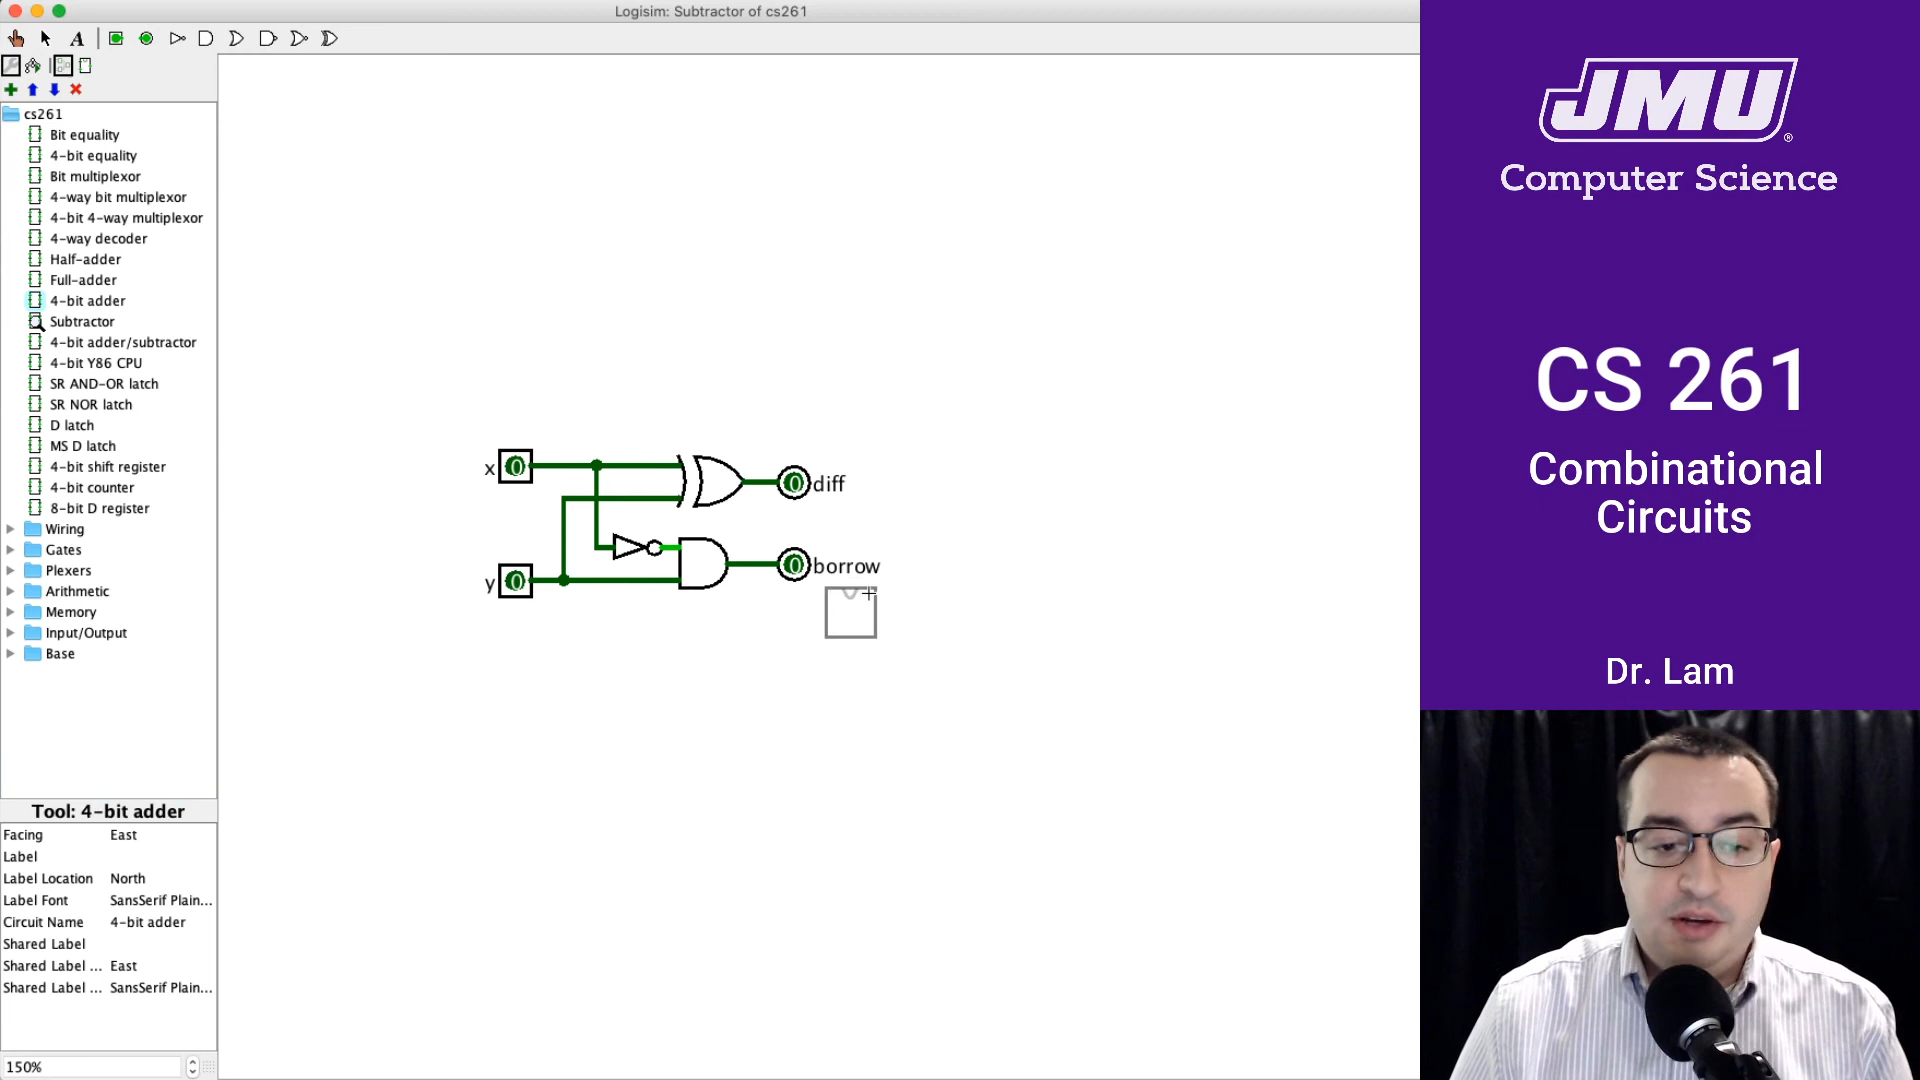 Logisim: Subtractor of cs261
A
cs261
Bit equality
4-bit equality
Bit multiplexor
4-way bit multiplexor
4-bit 4-way multiplexor
4-way decoder
Half-adder
Full-adder
4-bit adder
Subtractor
4-bit adder/subtractor
4-bit Y86 CPU
SR AND-OR latch
SR NOR latch
D latch
MS D latch
4-bit shift register
4-bit counter
8-bit D register
Wiring
Gates
Plexers
Arithmetic
Memory
Input/Output
Base
Tool: 4-bit adder
Facing East
Label
Label Location North
Label Font SansSerif Plain...
Circuit Name 4-bit adder
Shared Label
Shared Label ... East
Shared Label ... SansSerif Plain...
150%
x 0
0 diff
0 borrow
y 0
JMU®
Computer Science
CS 261
Combinational
Circuits
Dr. Lam